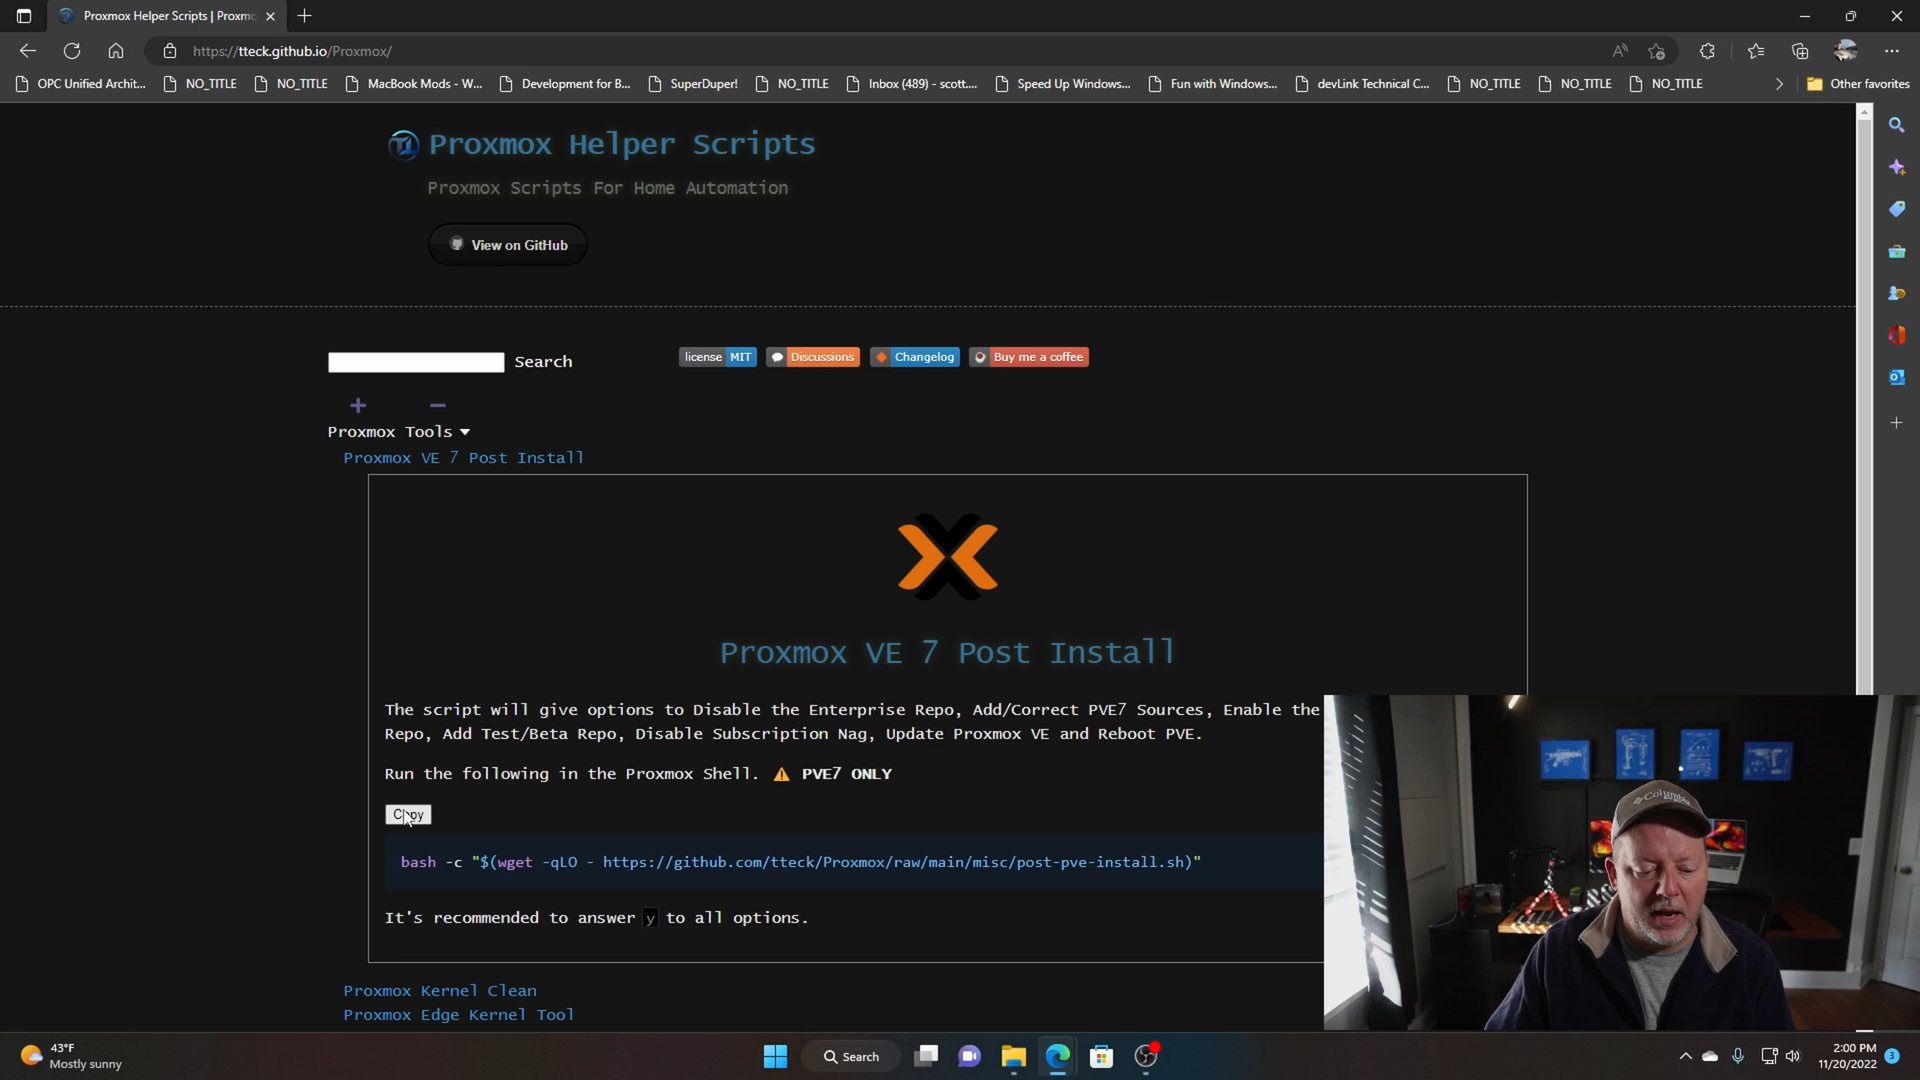 Proxmox Helper Scripts | Proxmo
https://tteck.github.io/Proxmox/
OPC Unified Archit...
NO_TITLE
NO_TITLE
MacBook Mods - W...
Development for B...
SuperDuper!
NO_TITLE
Inbox (489) - scott....
Speed Up Windows...
Fun with Windows...
devLink Technical C...
NO_TITLE
NO_TITLE
NO_TITLE
Other favorites
Proxmox Helper Scripts
Proxmox Scripts For Home Automation
View on GitHub
Search
license MIT
Discussions
Changelog
Buy me a coffee
+ −
Proxmox Tools
Proxmox VE 7 Post Install
Proxmox VE 7 Post Install
The script will give options to Disable the Enterprise Repo, Add/Correct PVE7 Sources, Enable the
Repo, Add Test/Beta Repo, Disable Subscription Nag, Update Proxmox VE and Reboot PVE.
Run the following in the Proxmox Shell. ⚠ PVE7 ONLY
Copy
bash -c "$(wget -qLO - https://github.com/tteck/Proxmox/raw/main/misc/post-pve-install.sh)"
It's recommended to answer y to all options.
Proxmox Kernel Clean
Proxmox Edge Kernel Tool
Columbia
43°F
Mostly sunny
Search
2:00 PM
11/20/2022
3